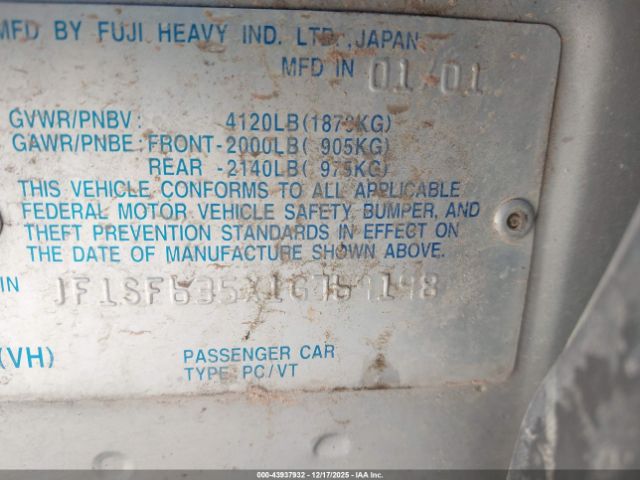 MFD BY FUJI HEAVY IND. LTD.,JAPAN
MFD IN 01/01
GVWR/PNBV: 4120LB(1870KG)
GAWR/PNBE: FRONT-2000LB( 905KG)
REAR -2140LB( 975KG)
THIS VEHICLE CONFORMS TO ALL APPLICABLE
FEDERAL MOTOR VEHICLE SAFETY, BUMPER, AND
THEFT PREVENTION STANDARDS IN EFFECT ON
THE DATE OF MANUFACTURE SHOWN ABOVE.
IN JF1SF635X1G769198
(VH) PASSENGER CAR
TYPE: PC/VT
000-43937932 - 12/17/2025 - IAA Inc.